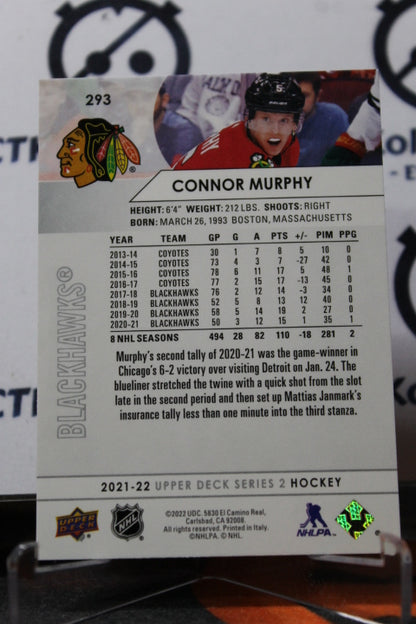 293
CONNOR MURPHY
HEIGHT: 6'4" WEIGHT: 212 LBS. SHOOTS: RIGHT
BORN: MARCH 26, 1993 BOSTON, MASSACHUSETTS
YEAR TEAM GP G A PTS +/- PIM PPG
2013-14 COYOTES 30 1 7 8 5 10 0
2014-15 COYOTES 73 4 3 7 -27 42 0
2015-16 COYOTES 78 6 11 17 5 48 1
2016-17 COYOTES 77 2 15 17 -13 45 0
2017-18 BLACKHAWKS 76 2 12 14 -3 34 0
2018-19 BLACKHAWKS 52 5 8 13 12 40 0
2019-20 BLACKHAWKS 58 5 14 19 2 27 0
2020-21 BLACKHAWKS 50 3 12 15 1 35 1
8 NHL SEASONS 494 28 82 110 -18 281 2
BLACKHAWKS®
Murphy's second tally of 2020-21 was the game-winner in
Chicago's 6-2 victory over visiting Detroit on Jan. 24. The
blueliner stretched the twine with a quick shot from the slot
late in the second period and then set up Mattias Janmark's
insurance tally less than one minute into the third stanza.
2021-22 UPPER DECK SERIES 2 HOCKEY
UPPER DECK
NHL
©2022 UDC. 5830 El Camino Real,
Carlsbad, CA 92008.
All rights reserved. Printed in Italy.
©NHLPA. © NHL.
NHLPA